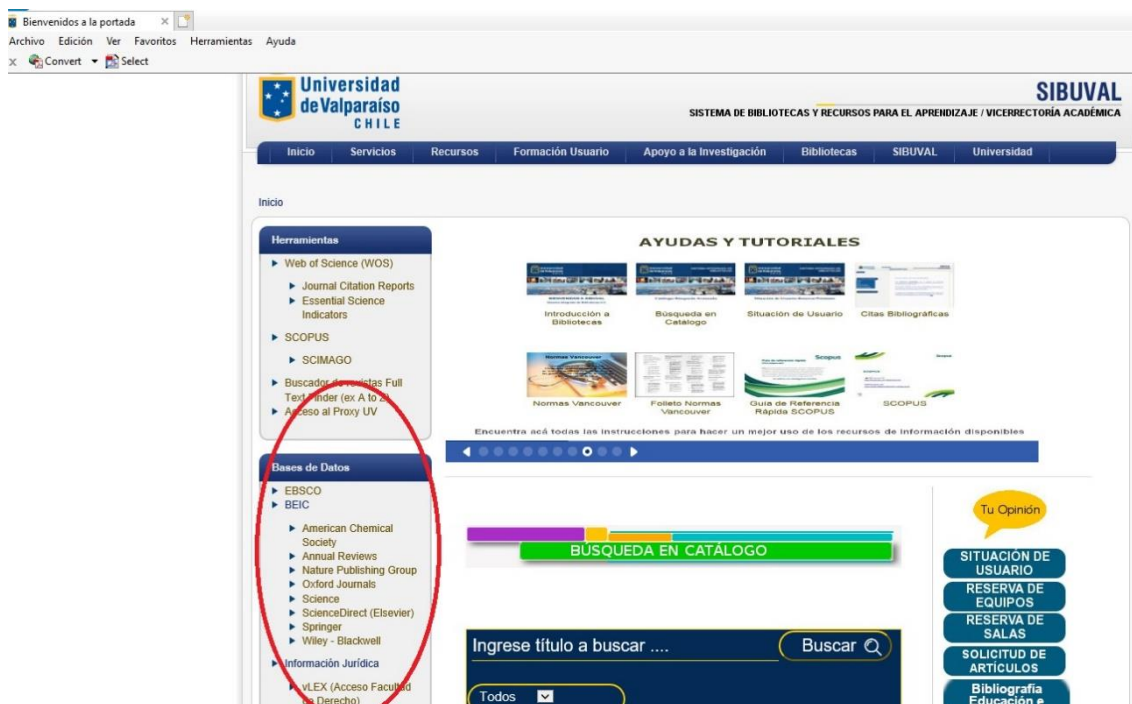 Bienvenidos a la portada
Archivo Edición Ver Favoritos Herramientas Ayuda
x Convert Select
Universidad
de Valparaíso
CHILE
SIBUVAL
SISTEMA DE BIBLIOTECAS Y RECURSOS PARA EL APRENDIZAJE / VICERRECTORÍA ACADÉMICA
Inicio Servicios Recursos Formación Usuario Apoyo a la Investigación Bibliotecas SIBUVAL Universidad
Inicio
Herramientas
Web of Science (WOS)
Journal Citation Reports
Essential Science
Indicators
SCOPUS
SCIMAGO
Buscador de revistas Full
Text Finder (ex A to Z)
Acceso al Proxy UV
Bases de Datos
EBSCO
BEIC
American Chemical
Society
Annual Reviews
Nature Publishing Group
Oxford Journals
Science
ScienceDirect (Elsevier)
Springer
Wiley - Blackwell
Información Jurídica
vLEX (Acceso Facultad
de Derecho)
AYUDAS Y TUTORIALES
Introducción a
Bibliotecas
Búsqueda en
Catalogo
Situación de Usuario
Citas Bibliográficas
Normas Vancouver
Normas Vancouver
Folleto Normas
Vancouver
Scopus
Guía de Referencia
Rápida SCOPUS
SCOPUS
Encuentra acá todas las instrucciones para hacer un mejor uso de los recursos de información disponibles
BÚSQUEDA EN CATÁLOGO
Ingrese título a buscar .... Buscar
Todos
Tu Opinión
SITUACIÓN DE
USUARIO
RESERVA DE
EQUIPOS
RESERVA DE
SALAS
SOLICITUD DE
ARTÍCULOS
Bibliografía
Educación e